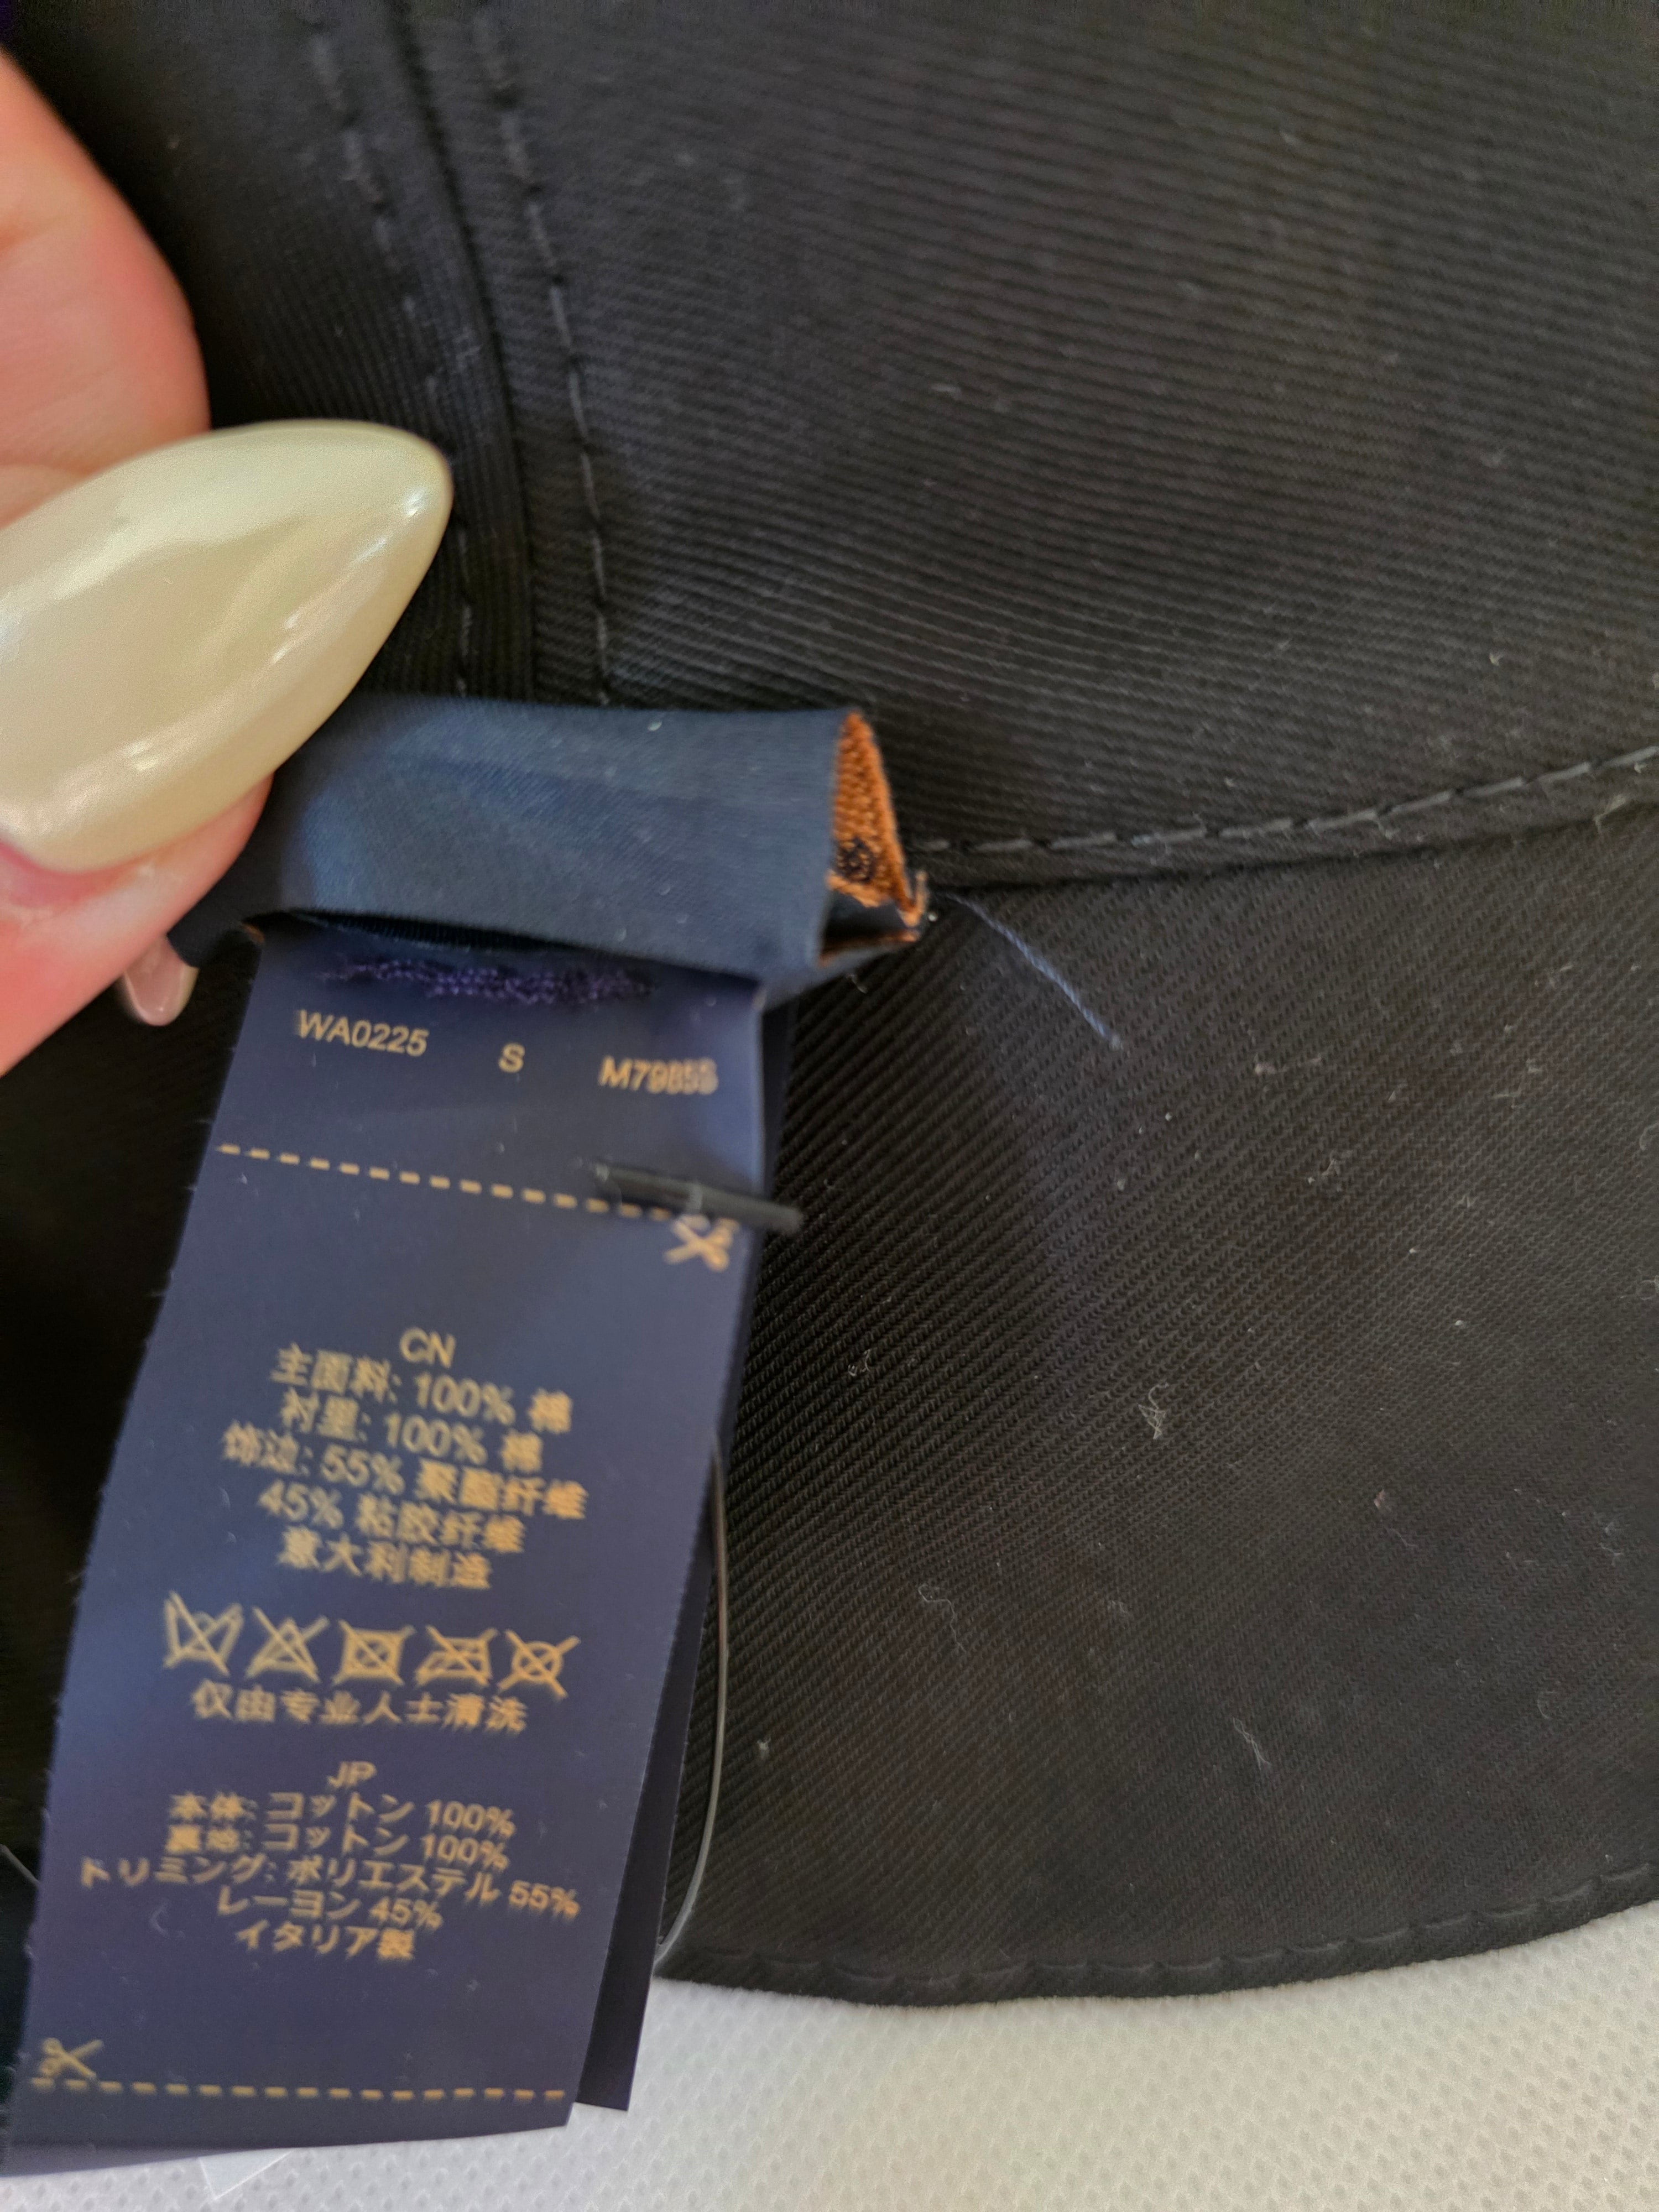 WA0225 S M7985S
CN
主面料: 100% 棉
衬里: 100% 棉
饰边: 55% 聚酯纤维
45% 粘胶纤维
意大利制造
仅由专业人士清洗
JP
本体: コットン 100%
裏地: コットン 100%
トリミング: ポリエステル 55%
レーヨン 45%
イタリア製